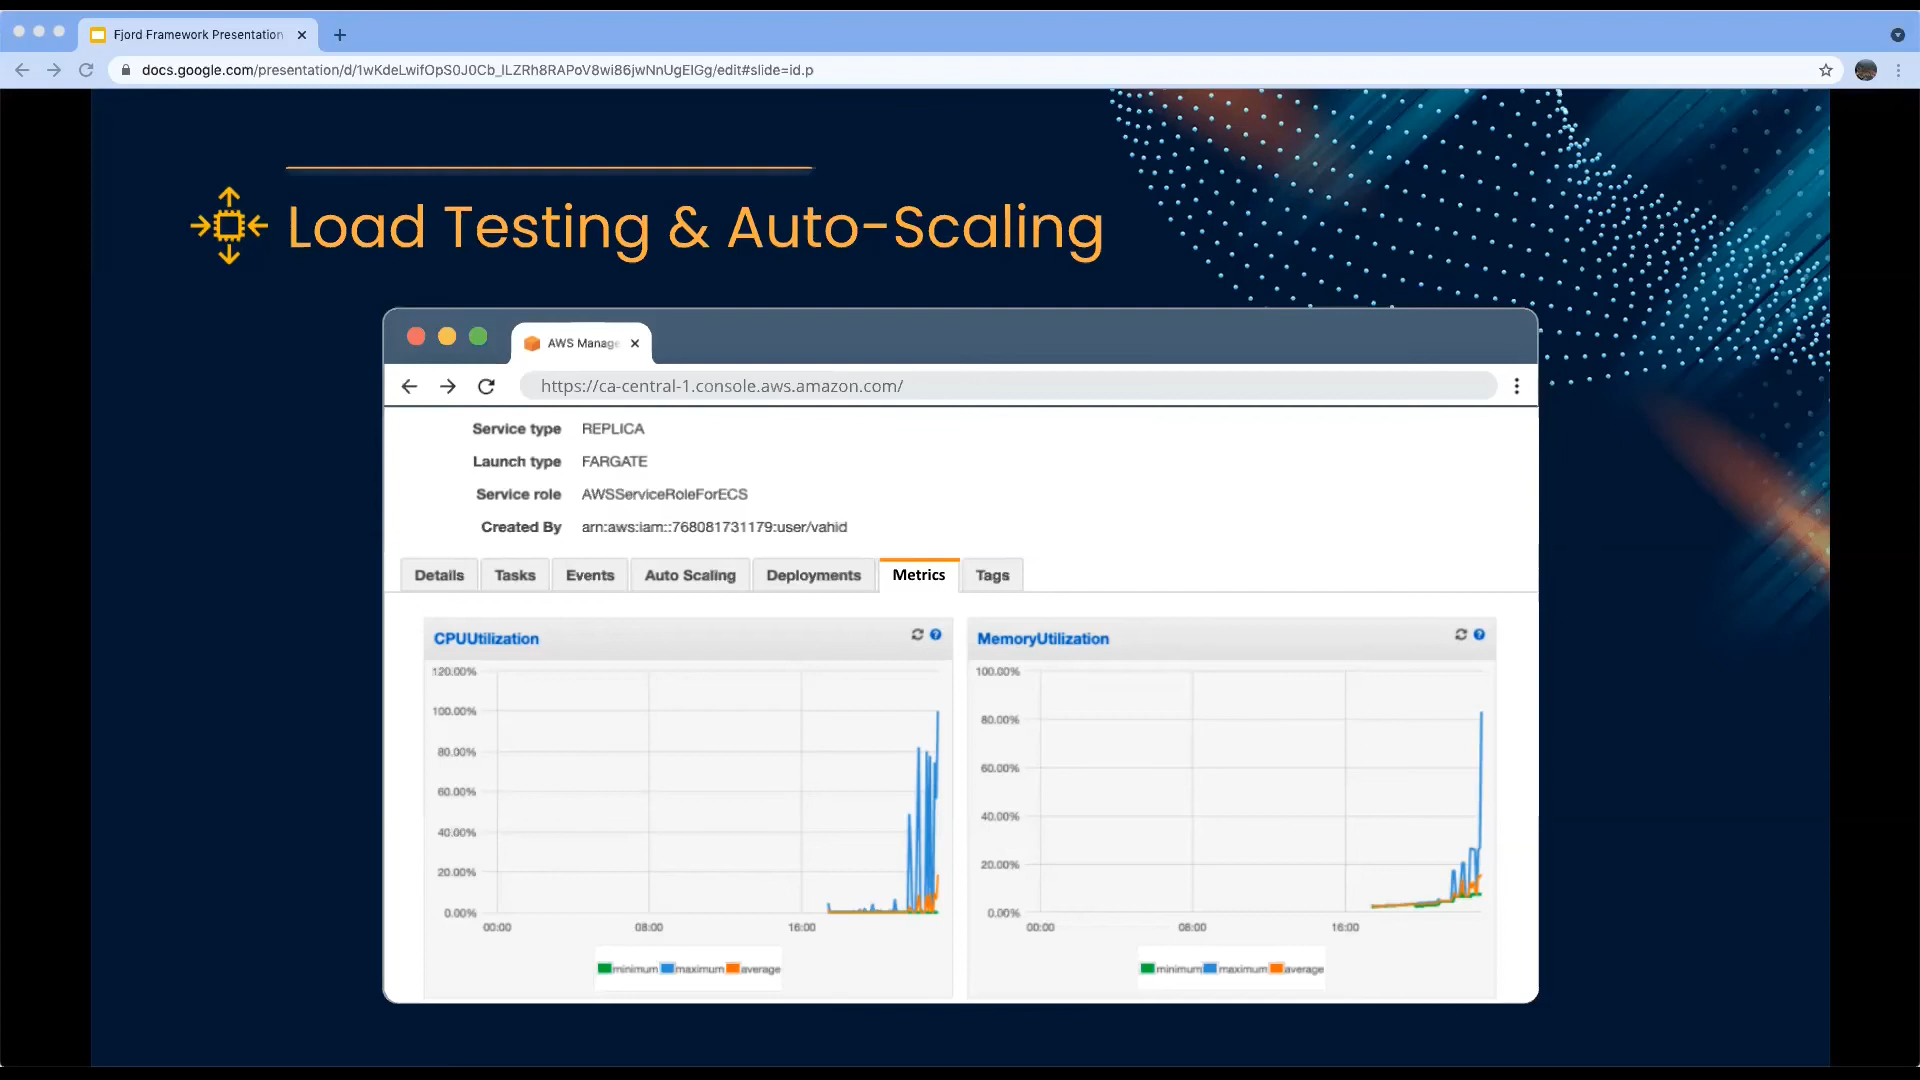 Fjord Framework Presentation
docs.google.com/presentation/d/1wKdeLwifOpS0J0Cb_lLZRh8RAPoV8wi86jwNnUgElGg/edit#slide=id.p
Load Testing & Auto-Scaling
AWS Manage
https://ca-central-1.console.aws.amazon.com/
Service type REPLICA
Launch type FARGATE
Service role AWSServiceRoleForECS
Created By arn:aws:iam::768081731179:user/vahid
Details Tasks Events Auto Scaling Deployments Metrics Tags
CPUUtilization
120.00%
100.00%
80.00%
60.00%
40.00%
20.00%
0.00%
00:00 08:00 16:00
minimum maximum average
MemoryUtilization
100.00%
80.00%
60.00%
40.00%
20.00%
0.00%
00:00 08:00 16:00
minimum maximum average